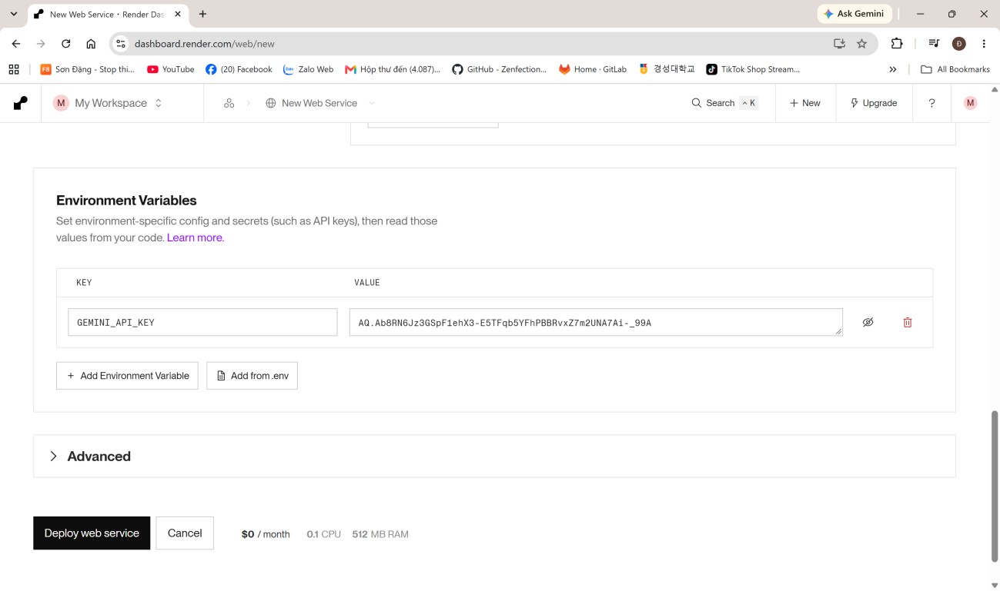 New Web Service · Render Das
Ask Gemini
dashboard.render.com/web/new
Đ
F8 Sơn Đặng - Stop thi... YouTube (20) Facebook Zalo Zalo Web Hộp thư đến (4.087)... GitHub - Zenfection... Home · GitLab 경성대학교 TikTok Shop Stream... » All Bookmarks
M My Workspace New Web Service Search ^ K + New Upgrade ? M
Environment Variables
Set environment-specific config and secrets (such as API keys), then read those
values from your code. Learn more.
KEY VALUE
GEMINI_API_KEY AQ.Ab8RN6Jz3GSpF1ehX3-E5TFqb5YFhPBBRvxZ7m2UNA7Ai-_99A
+ Add Environment Variable Add from .env
Advanced
Deploy web service Cancel $0 / month 0.1 CPU 512 MB RAM